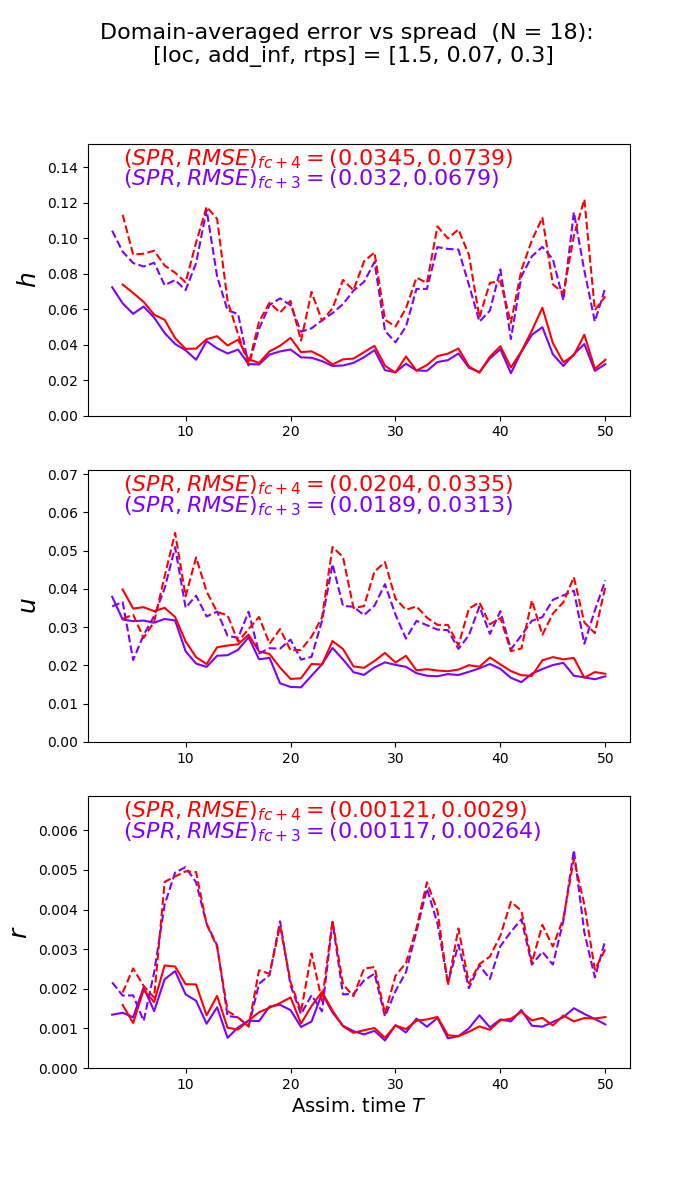 Domain-averaged error vs spread (N = 18):
[loc, add_inf, rtps] = [1.5, 0.07, 0.3]
(SPR, RMSE)fc+4 = (0.0345, 0.0739)
(SPR, RMSE)fc+3 = (0.032, 0.0679)
0.14
0.12
0.10
0.08
0.06
0.04
0.02
0.00
h
10 20 30 40 50
(SPR, RMSE)fc+4 = (0.0204, 0.0335)
(SPR, RMSE)fc+3 = (0.0189, 0.0313)
0.07
0.06
0.05
0.04
0.03
0.02
0.01
0.00
u
10 20 30 40 50
(SPR, RMSE)fc+4 = (0.00121, 0.0029)
(SPR, RMSE)fc+3 = (0.00117, 0.00264)
0.006
0.005
0.004
0.003
0.002
0.001
0.000
r
10 20 30 40 50
Assim. time T